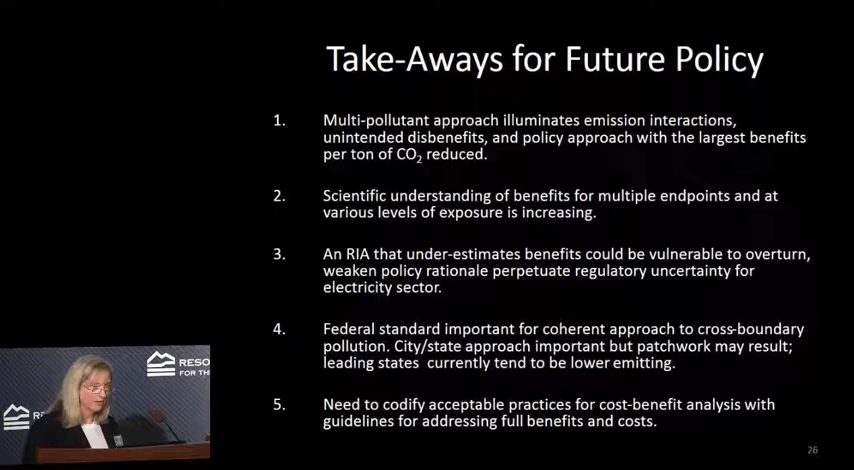 Take-Aways for Future Policy
1. Multi-pollutant approach illuminates emission interactions,
unintended disbenefits, and policy approach with the largest benefits
per ton of CO2 reduced.
2. Scientific understanding of benefits for multiple endpoints and at
various levels of exposure is increasing.
3. An RIA that under-estimates benefits could be vulnerable to overturn,
weaken policy rationale perpetuate regulatory uncertainty for
electricity sector.
4. Federal standard important for coherent approach to cross-boundary
pollution. City/state approach important but patchwork may result;
leading states currently tend to be lower emitting.
5. Need to codify acceptable practices for cost-benefit analysis with
guidelines for addressing full benefits and costs.
RESO
FOR TH
RE
26